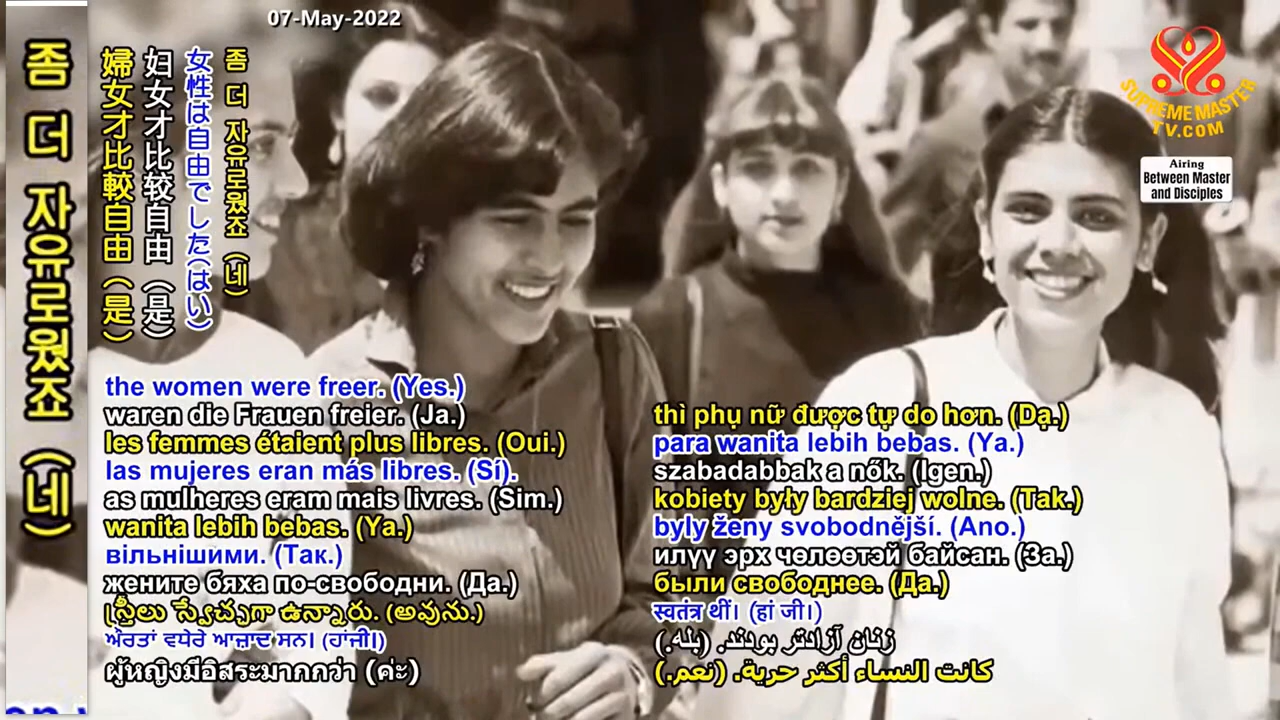 07-May-2022
좀 더 자유로웠죠 (네)
婦女才比較自由（是）
妇女才比较自由（是）
女性は自由でした(はい)
좀 더 자유로웠죠 (네)
SUPREME MASTER
TV.COM
Airing
Between Master
and Disciples
the women were freer. (Yes.)
waren die Frauen freier. (Ja.)
les femmes étaient plus libres. (Oui.)
las mujeres eran más libres. (Sí).
as mulheres eram mais livres. (Sim.)
wanita lebih bebas. (Ya.)
вільнішими. (Так.)
жените бяха по-свободни. (Да.)
స్త్రీలు స్వేచ్ఛగా ఉన్నారు. (అవును.)
ਔਰਤਾਂ ਵਧੇਰੇ ਆਜ਼ਾਦ ਸਨ। (ਹਾਂਜੀ।)
ผู้หญิงมีอิสระมากกว่า (ค่ะ)
thì phụ nữ được tự do hơn. (Dạ.)
para wanita lebih bebas. (Ya.)
szabadabbak a nők. (Igen.)
kobiety były bardziej wolne. (Tak.)
byly ženy svobodnější. (Ano.)
илүү эрх чөлөөтэй байсан. (За.)
были свободнее. (Да.)
स्वतंत्र थीं। (हां जी।)
زنان آزادتر بودند. (بله.)
كانت النساء أكثر حرية. (نعم.)